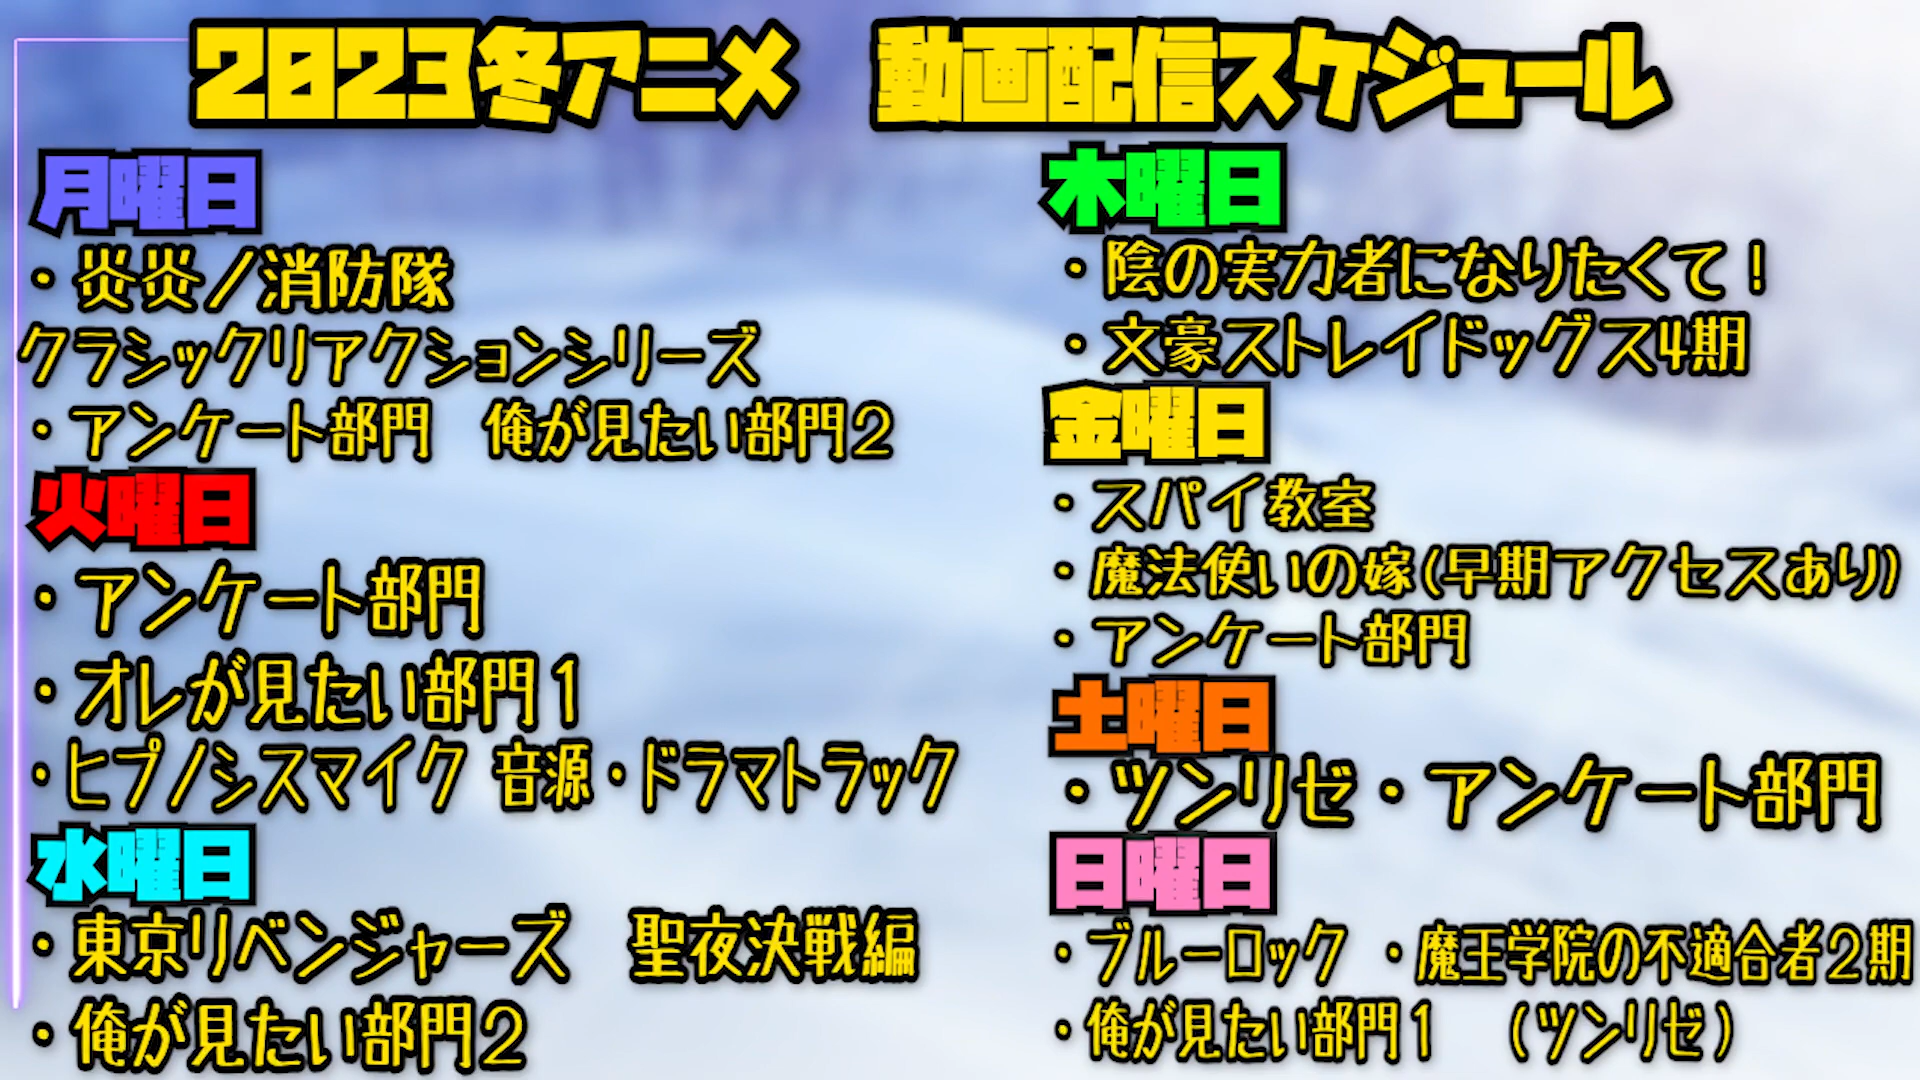 2023冬アニメ　動画配信スケジュール
月曜日
・炎炎ノ消防隊
クラシックリアクションシリーズ
・アンケート部門　俺が見たい部門2
火曜日
・アンケート部門
・オレが見たい部門1
・ヒプノシスマイク 音源・ドラマトラック
水曜日
・東京リベンジャーズ　聖夜決戦編
・俺が見たい部門2
木曜日
・陰の実力者になりたくて！
・文豪ストレイドッグス4期
金曜日
・スパイ教室
・魔法使いの嫁(早期アクセスあり)
・アンケート部門
土曜日
・ツンリゼ・アンケート部門
日曜日
・ブルーロック ・魔王学院の不適合者2期
・俺が見たい部門1　（ツンリゼ）